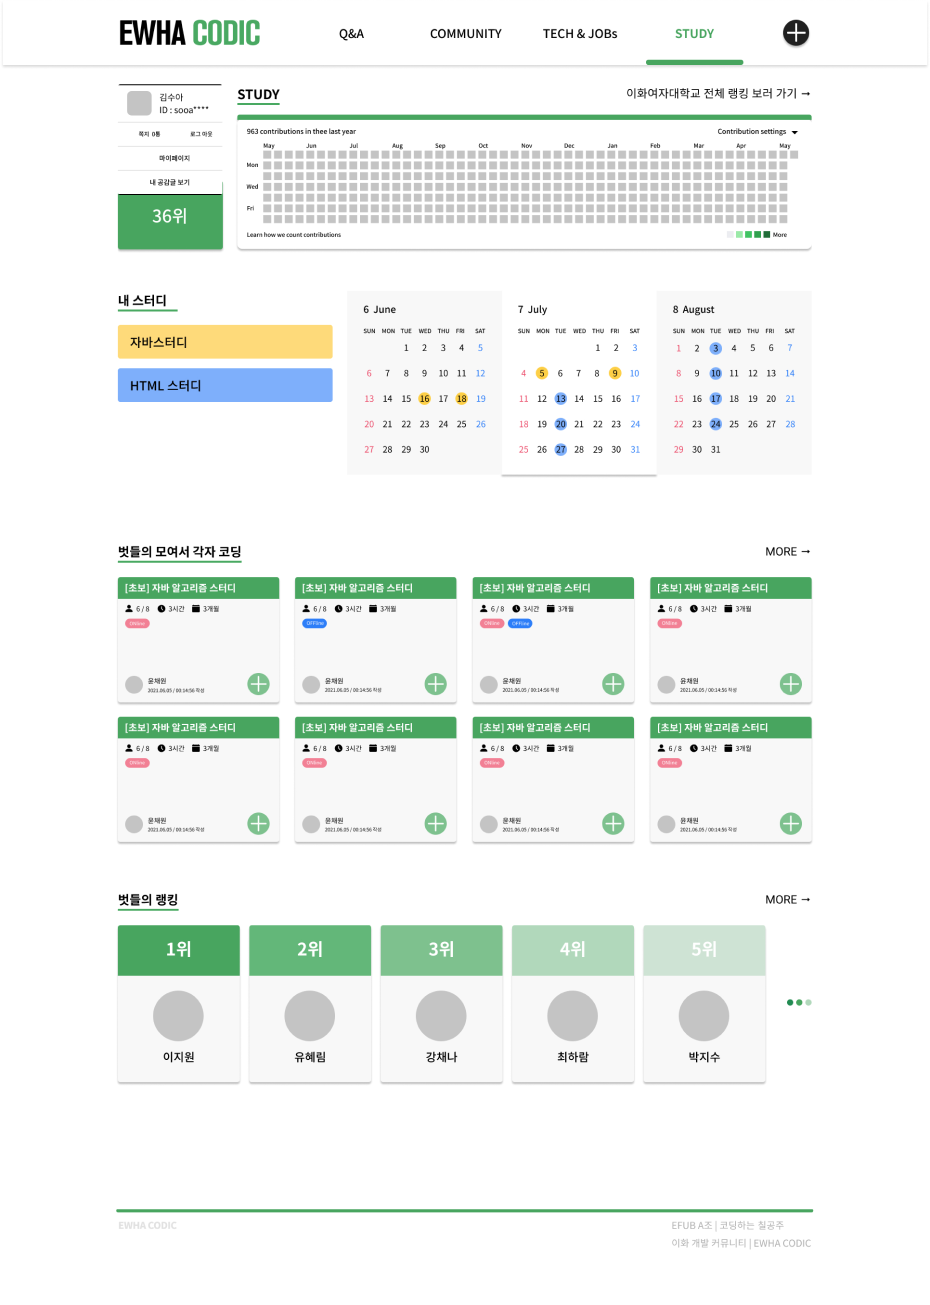 EWHA CODIC
Q&A
COMMUNITY
TECH & JOBs
STUDY
김수아
ID : sooa****
쪽지 0통
로그 아웃
마이페이지
내 공감글 보기
36위
STUDY
이화여자대학교 전체 랭킹 보러 가기 →
963 contributions in thee last year
Contribution settings
May Jun Jul Aug Sep Oct Nov Dec Jan Feb Mar Apr May
Mon
Wed
Fri
Learn how we count contributions
More
내 스터디
자바스터디
HTML 스터디
6 June
SUN MON TUE WED THU FRI SAT
1 2 3 4 5
6 7 8 9 10 11 12
13 14 15 16 17 18 19
20 21 22 23 24 25 26
27 28 29 30
7 July
SUN MON TUE WED THU FRI SAT
1 2 3
4 5 6 7 8 9 10
11 12 13 14 15 16 17
18 19 20 21 22 23 24
25 26 27 28 29 30 31
8 August
SUN MON TUE WED THU FRI SAT
1 2 3 4 5 6 7
8 9 10 11 12 13 14
15 16 17 18 19 20 21
22 23 24 25 26 27 28
29 30 31
벗들의 모여서 각자 코딩
MORE →
[초보] 자바 알고리즘 스터디
6 / 8 3시간 3개월
ONline
윤채원
2021.06.05 / 00:14:56 작성
[초보] 자바 알고리즘 스터디
6 / 8 3시간 3개월
OFFline
윤채원
2021.06.05 / 00:14:56 작성
[초보] 자바 알고리즘 스터디
6 / 8 3시간 3개월
ONline OFFline
윤채원
2021.06.05 / 00:14:56 작성
[초보] 자바 알고리즘 스터디
6 / 8 3시간 3개월
ONline
윤채원
2021.06.05 / 00:14:56 작성
[초보] 자바 알고리즘 스터디
6 / 8 3시간 3개월
ONline
윤채원
2021.06.05 / 00:14:56 작성
[초보] 자바 알고리즘 스터디
6 / 8 3시간 3개월
ONline
윤채원
2021.06.05 / 00:14:56 작성
[초보] 자바 알고리즘 스터디
6 / 8 3시간 3개월
ONline
윤채원
2021.06.05 / 00:14:56 작성
[초보] 자바 알고리즘 스터디
6 / 8 3시간 3개월
ONline
윤채원
2021.06.05 / 00:14:56 작성
벗들의 랭킹
MORE →
1위
이지원
2위
유혜림
3위
강채나
4위
최하람
5위
박지수
EWHA CODIC
EFUB A조 | 코딩하는 칠공주
이화 개발 커뮤니티 | EWHA CODIC